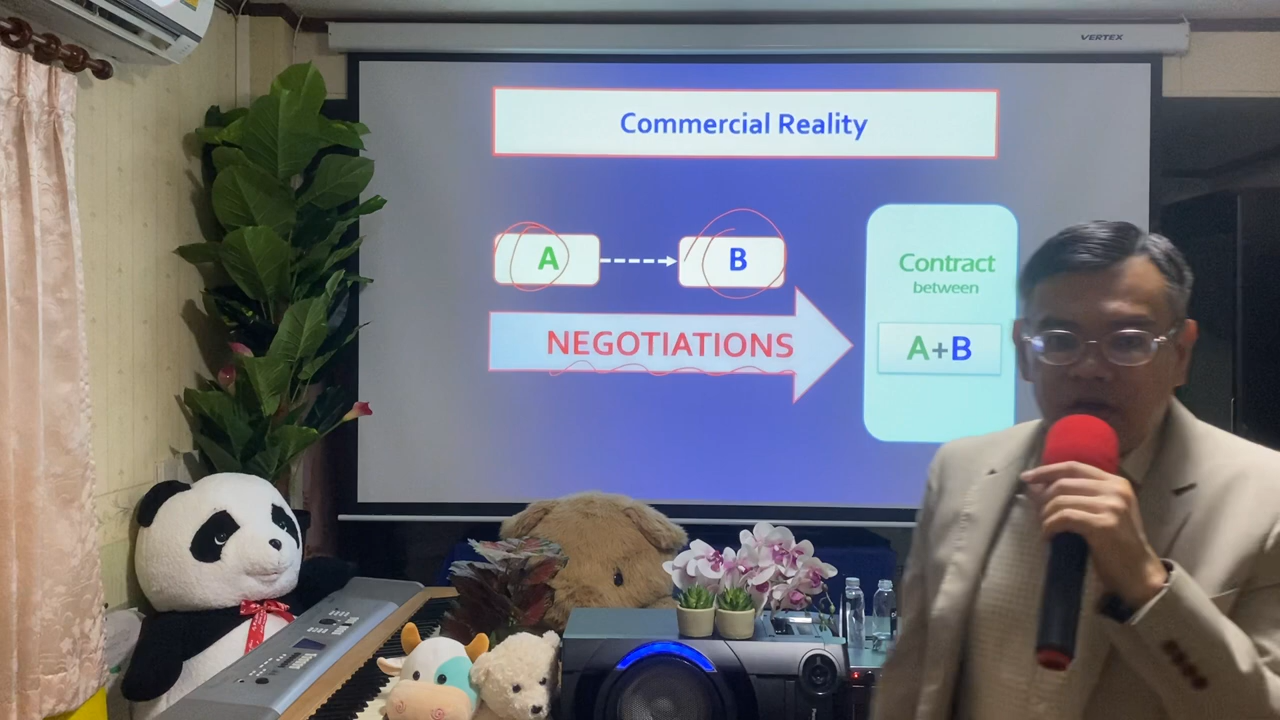 VERTEX
Commercial Reality
A
B
NEGOTIATIONS
Contract
between
A+B